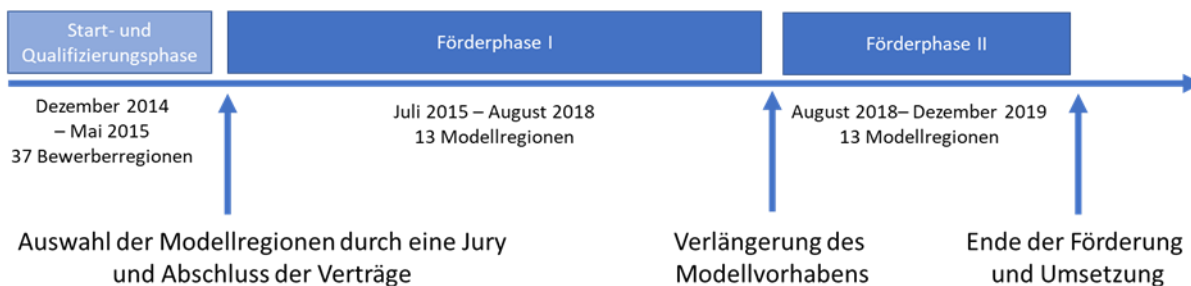 Start- und
Qualifizierungsphase
Förderphase I
Förderphase II
Dezember 2014
– Mai 2015
37 Bewerberregionen
Juli 2015 – August 2018
13 Modellregionen
August 2018– Dezember 2019
13 Modellregionen
Auswahl der Modellregionen durch eine Jury
und Abschluss der Verträge
Verlängerung des
Modellvorhabens
Ende der Förderung
und Umsetzung